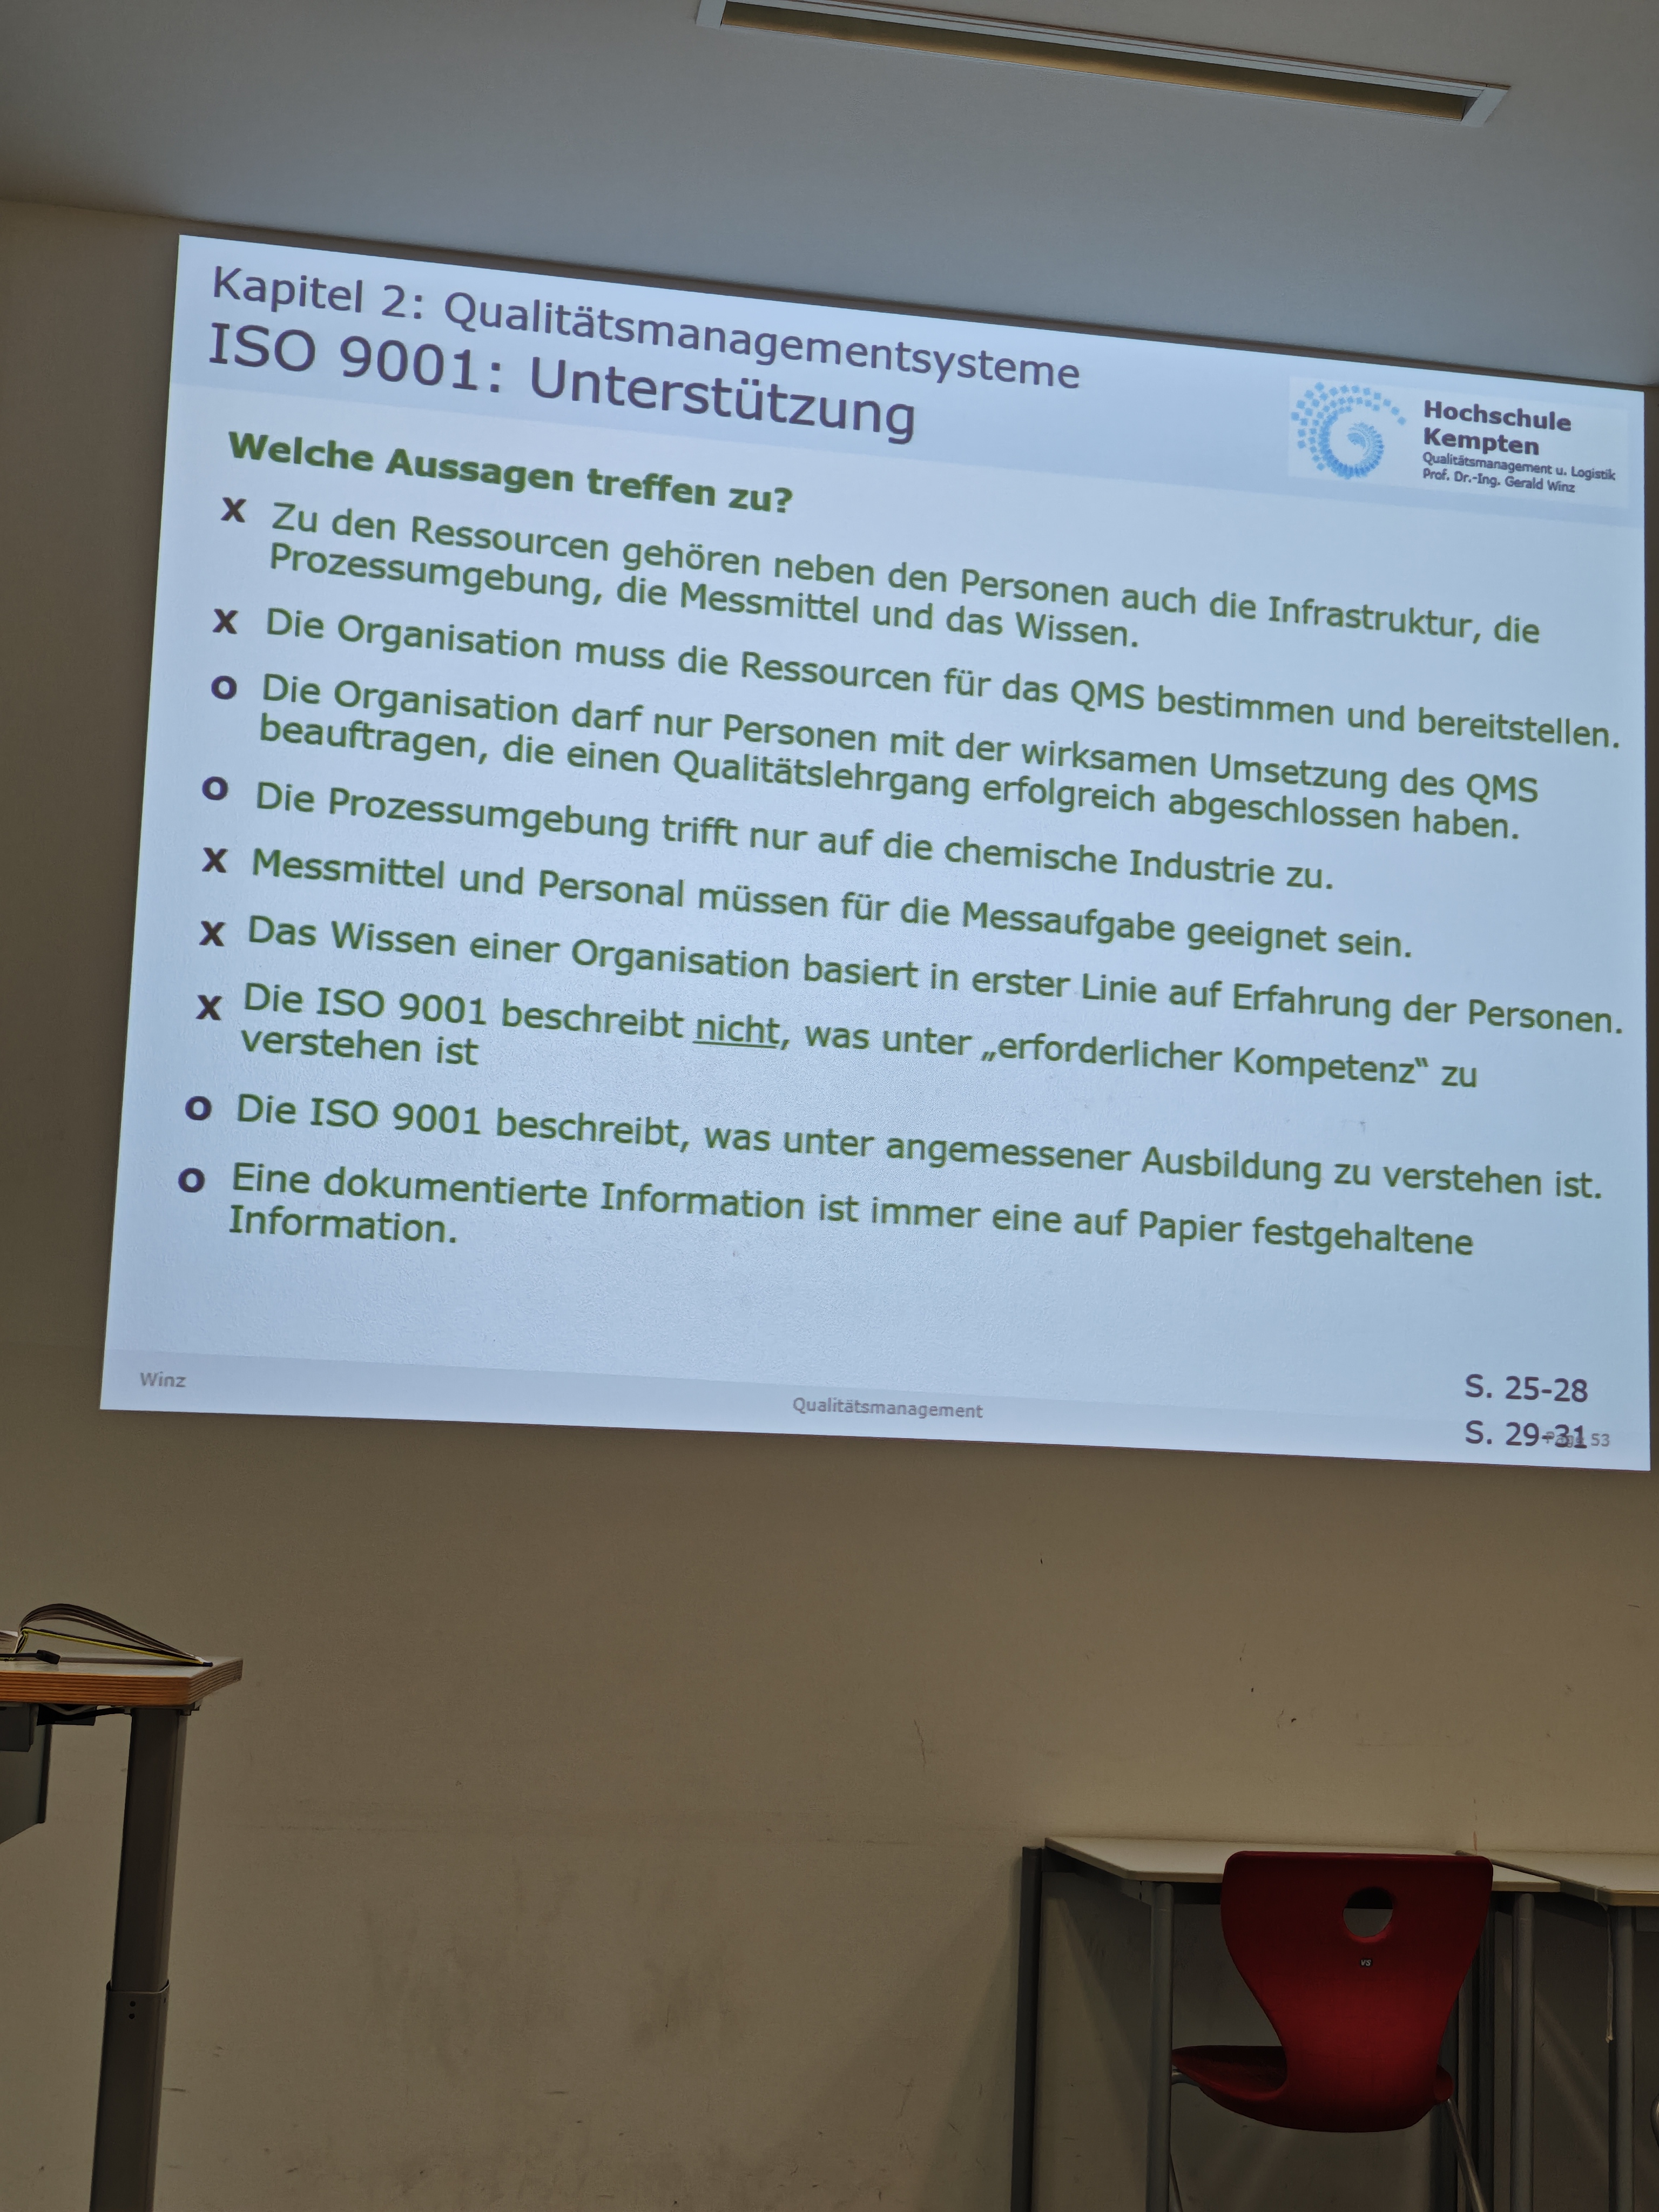 Kapitel 2: Qualitätsmanagementsysteme
ISO 9001: Unterstützung
Hochschule
Kempten
Qualitätsmanagement u. Logistik
Prof. Dr.-Ing. Gerald Winz
Welche Aussagen treffen zu?
x Zu den Ressourcen gehören neben den Personen auch die Infrastruktur, die
Prozessumgebung, die Messmittel und das Wissen.
x Die Organisation muss die Ressourcen für das QMS bestimmen und bereitstellen.
o Die Organisation darf nur Personen mit der wirksamen Umsetzung des QMS
beauftragen, die einen Qualitätslehrgang erfolgreich abgeschlossen haben.
o Die Prozessumgebung trifft nur auf die chemische Industrie zu.
x Messmittel und Personal müssen für die Messaufgabe geeignet sein.
x Das Wissen einer Organisation basiert in erster Linie auf Erfahrung der Personen.
x Die ISO 9001 beschreibt nicht, was unter „erforderlicher Kompetenz“ zu
verstehen ist
o Die ISO 9001 beschreibt, was unter angemessener Ausbildung zu verstehen ist.
o Eine dokumentierte Information ist immer eine auf Papier festgehaltene
Information.
Winz
Qualitätsmanagement
S. 25-28
S. 29-31
Page 53
VS